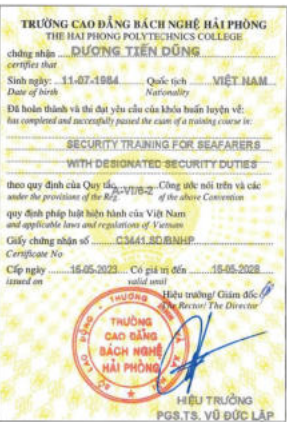 TRƯỜNG CAO ĐẲNG BÁCH NGHỆ HẢI PHÒNG
THE HAI PHONG POLYTECHNICS COLLEGE
chứng nhận DƯƠNG TIẾN DŨNG
certifies that
Sinh ngày: 11-07-1984 Quốc tịch VIỆT NAM
Date of birth Nationality
Đã hoàn thành và thi đạt yêu cầu của khóa huấn luyện về:
has completed and successfully passed the exam of a training course in:
SECURITY TRAINING FOR SEAFARERS
WITH DESIGNATED SECURITY DUTIES
theo quy định của Quy tắc A-VI/6-2 Công ước nói trên và các
under the provisions of the Reg. of the above Convention
quy định pháp luật hiện hành của Việt Nam
and applicable laws and regulations of Vietnam
Giấy chứng nhận số C3441.SD/BNHP
Certificate No
Cấp ngày 16-05-2023 Có giá trị đến 16-05-2028
issued on valid until
Hiệu trưởng/ Giám đốc
The Rector/ The Director
TRƯỜNG
CAO ĐẲNG
BÁCH NGHỆ
HẢI PHÒNG
HIỆU TRƯỞNG
PGS.TS. VŨ ĐỨC LẬP